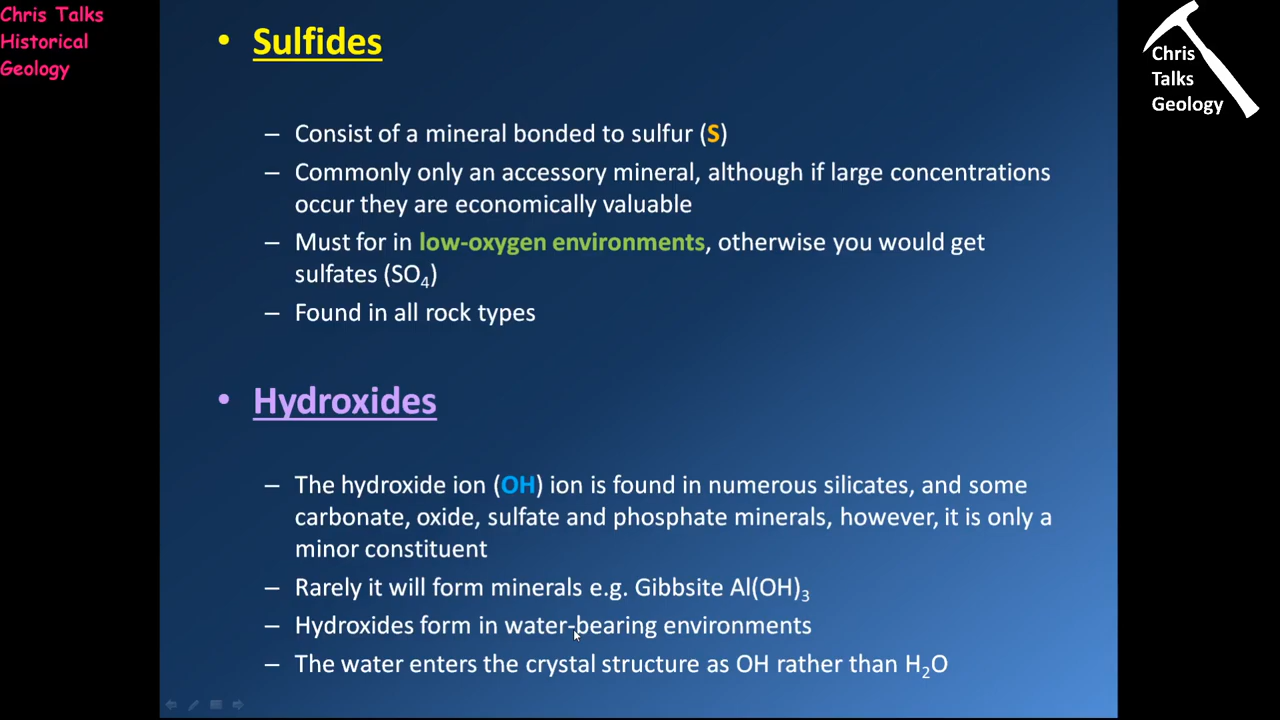 Chris Talks
Historical
Geology
Chris
Talks
Geology
• Sulfides
– Consist of a mineral bonded to sulfur (S)
– Commonly only an accessory mineral, although if large concentrations
occur they are economically valuable
– Must for in low-oxygen environments, otherwise you would get
sulfates (SO₄)
– Found in all rock types
• Hydroxides
– The hydroxide ion (OH) ion is found in numerous silicates, and some
carbonate, oxide, sulfate and phosphate minerals, however, it is only a
minor constituent
– Rarely it will form minerals e.g. Gibbsite Al(OH)₃
– Hydroxides form in water-bearing environments
– The water enters the crystal structure as OH rather than H₂O